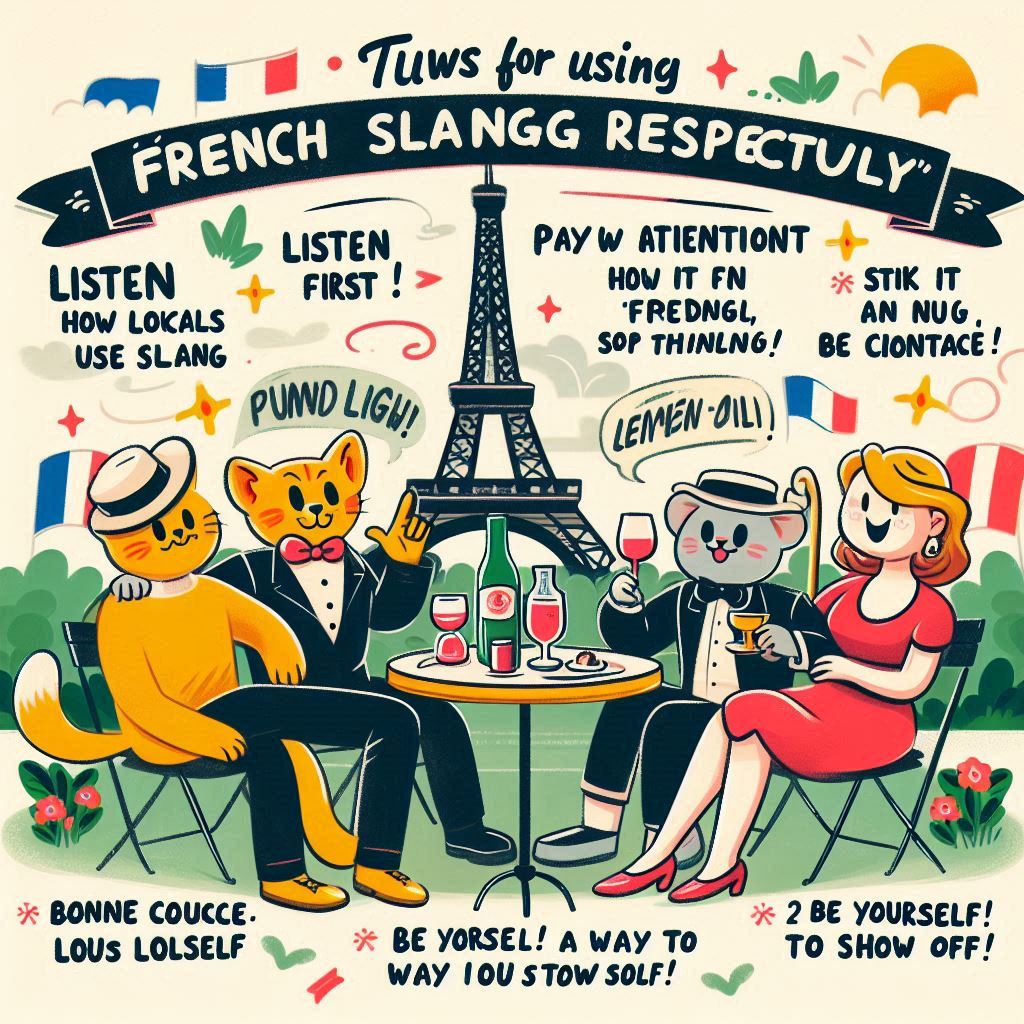 Tuws for using
"FRENCH SLANGG RESPECTULY"
LISTEN
HOW LOKALS
USE SLANG
LISTEN
FIRST!
PAY W ATIENTIONT
HOW IT FN
'FREDNGL,
SOP THINLNG!
STIK IT
AN NUG,
BE CIONTACÉ!
PUMD LIGH!
LEMEN-OILI!
BONNE COUCCE.
LOUS LOLSELF
BE YORSEL! A WAY TO
WAY IOU STOW SOLF!
2 BE YOURSELF!
TO SHOW OFF!